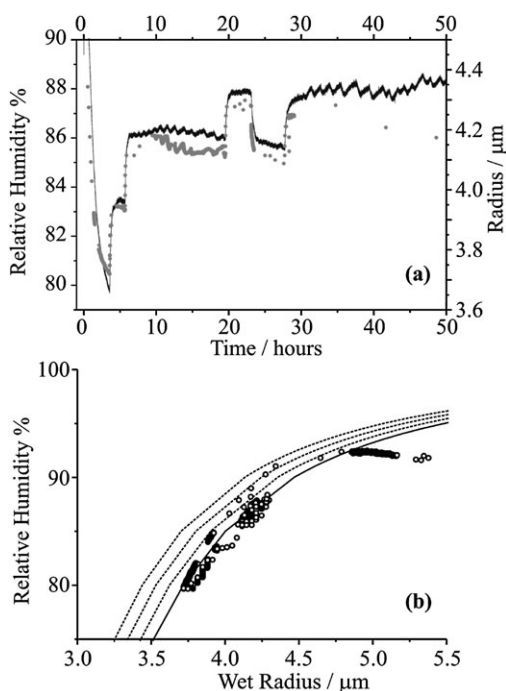 0 10 20 30 40 50
90
88
86
84
82
80
Relative Humidity %
4.4
4.2
4.0
3.8
3.6
Radius / μm
(a)
0 10 20 30 40 50
Time / hours
100
90
80
Relative Humidity %
(b)
3.0 3.5 4.0 4.5 5.0 5.5
Wet Radius / μm